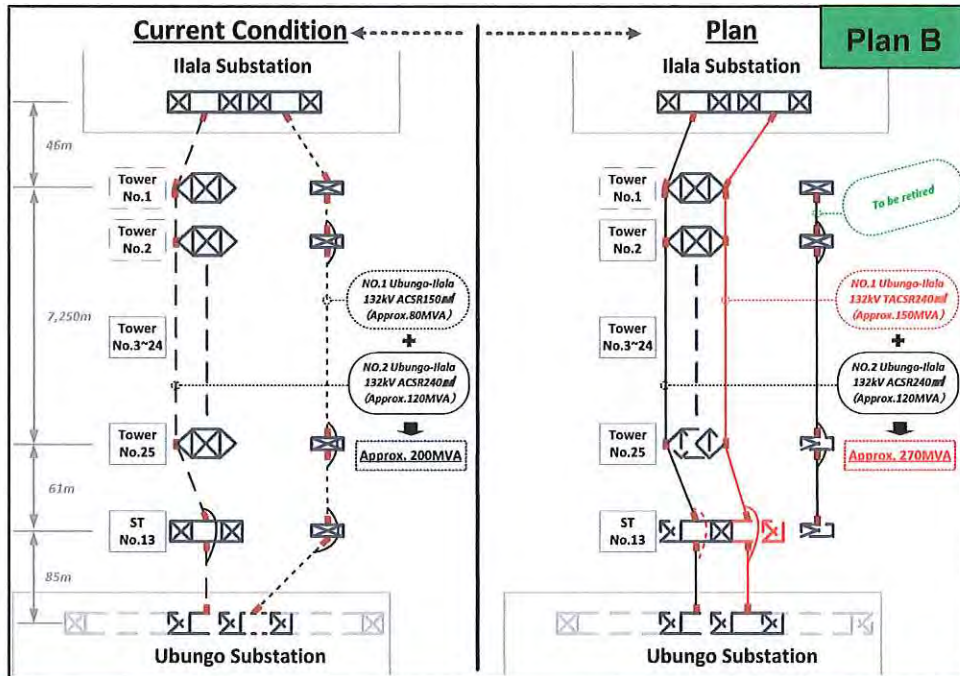 Current Condition
Plan
Plan B
Ilala Substation
Ilala Substation
46m
Tower
No.1
Tower
No.2
7,250m
Tower
No.3~24
NO.1 Ubungo-Ilala
132kV ACSR150㎟
(Approx.80MVA)
+
NO.2 Ubungo-Ilala
132kV ACSR240㎟
(Approx.120MVA)
Approx. 200MVA
Tower
No.25
61m
ST
No.13
85m
Ubungo Substation
Tower
No.1
To be retired
Tower
No.2
Tower
No.3~24
NO.1 Ubungo-Ilala
132kV TACSR240㎟
(Approx.150MVA)
+
NO.2 Ubungo-Ilala
132kV ACSR240㎟
(Approx.120MVA)
Approx. 270MVA
Tower
No.25
ST
No.13
Ubungo Substation